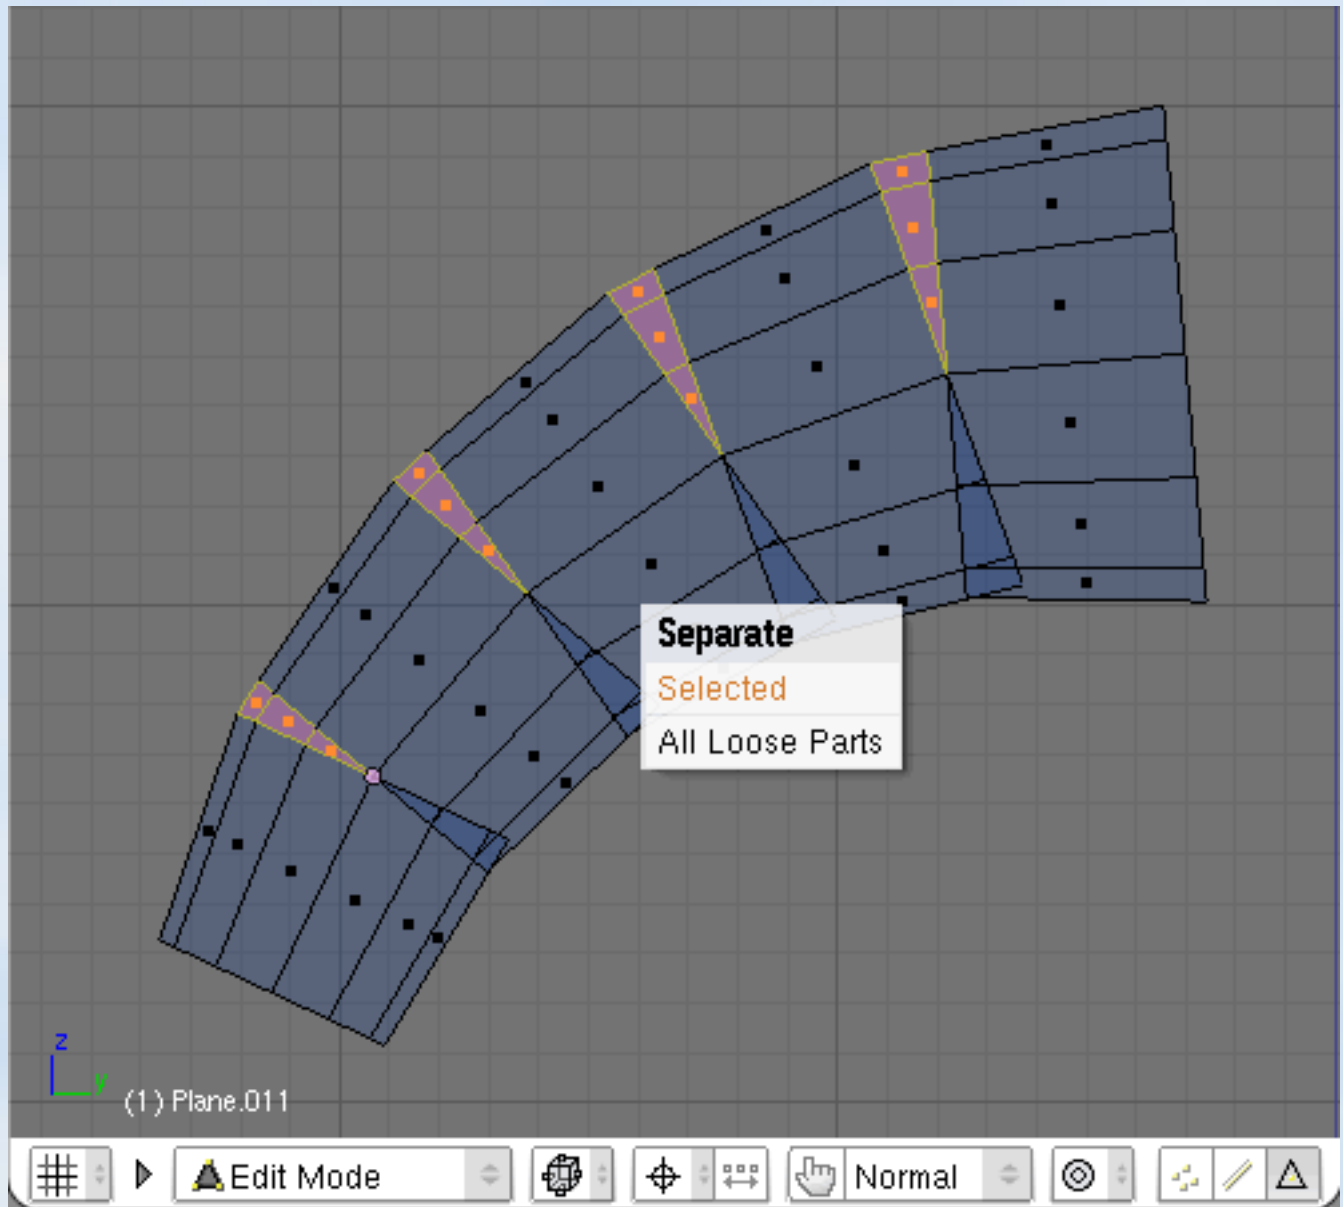 Separate
Selected
All Loose Parts
z
y
(1) Plane.011
Edit Mode
Normal